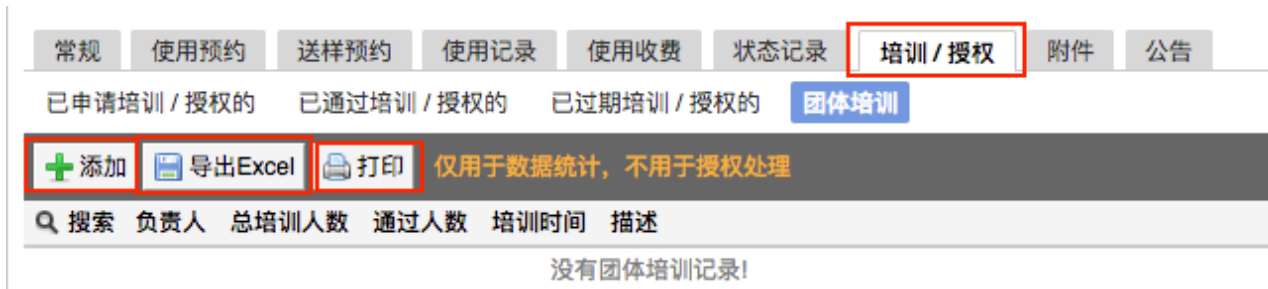 常规 使用预约 送样预约 使用记录 使用收费 状态记录 培训 / 授权 附件 公告
已申请培训 / 授权的 已通过培训 / 授权的 已过期培训 / 授权的 团体培训
添加 导出Excel 打印 仅用于数据统计，不用于授权处理
搜索 负责人 总培训人数 通过人数 培训时间 描述
没有团体培训记录!